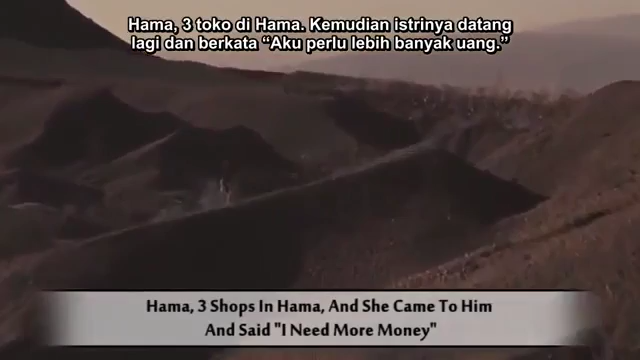 Hama, 3 toko di Hama. Kemudian istrinya datang
lagi dan berkata “Aku perlu lebih banyak uang.”
Hama, 3 Shops In Hama, And She Came To Him
And Said "I Need More Money"